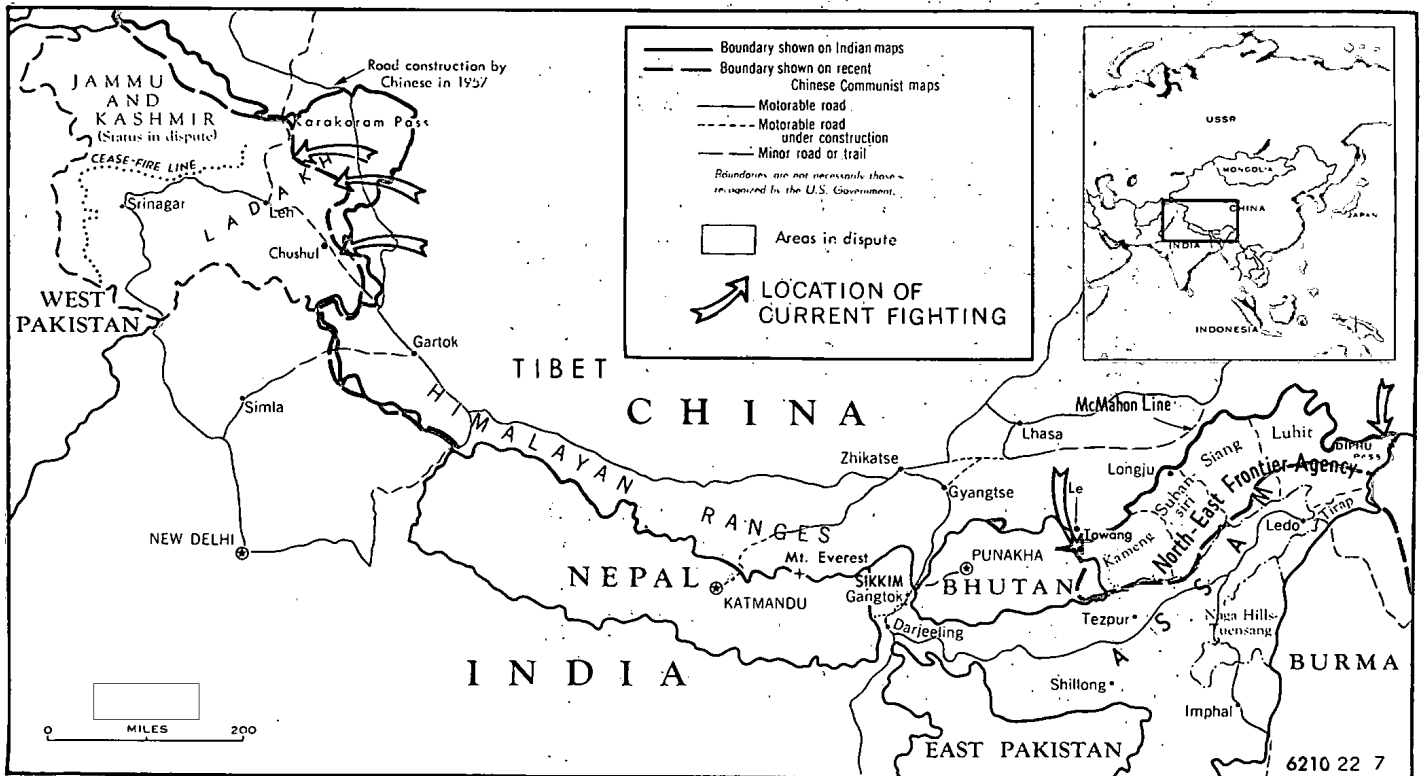 Road construction by
Chinese in 1957
JAMMU
AND
KASHMIR
(Status in dispute)
Karakoram Pass
CEASE-FIRE LINE
Srinagar
LADAKH
Leh
Chushul
WEST
PAKISTAN
Gartok
Simla
NEW DELHI
Boundary shown on Indian maps
Boundary shown on recent
Chinese Communist maps
Motorable road
Motorable road
under construction
Minor road or trail
Boundaries are not necessarily those
recognized by the U.S. Government.
Areas in dispute
LOCATION OF
CURRENT FIGHTING
USSR
MONGOLIA
CHINA
JAPAN
INDIA
INDONESIA
TIBET
CHINA
HIMALAYAN
RANGES
McMahon Line
Lhasa
Zhikatse
Gyangtse
Longju
Siang
Luhit
DIPHU
PASS
Le
Towang
Suban
siri
Kameng
North-East Frontier Agency
Tirap
Ledo
ASSAM
Mt. Everest
NEPAL
KATMANDU
SIKKIM
Gangtok
PUNAKHA
BHUTAN
Darjeeling
Tezpur
Naga Hills-
uensang
INDIA
Shillong
Imphal
BURMA
EAST PAKISTAN
0 MILES 200
6210 22 7